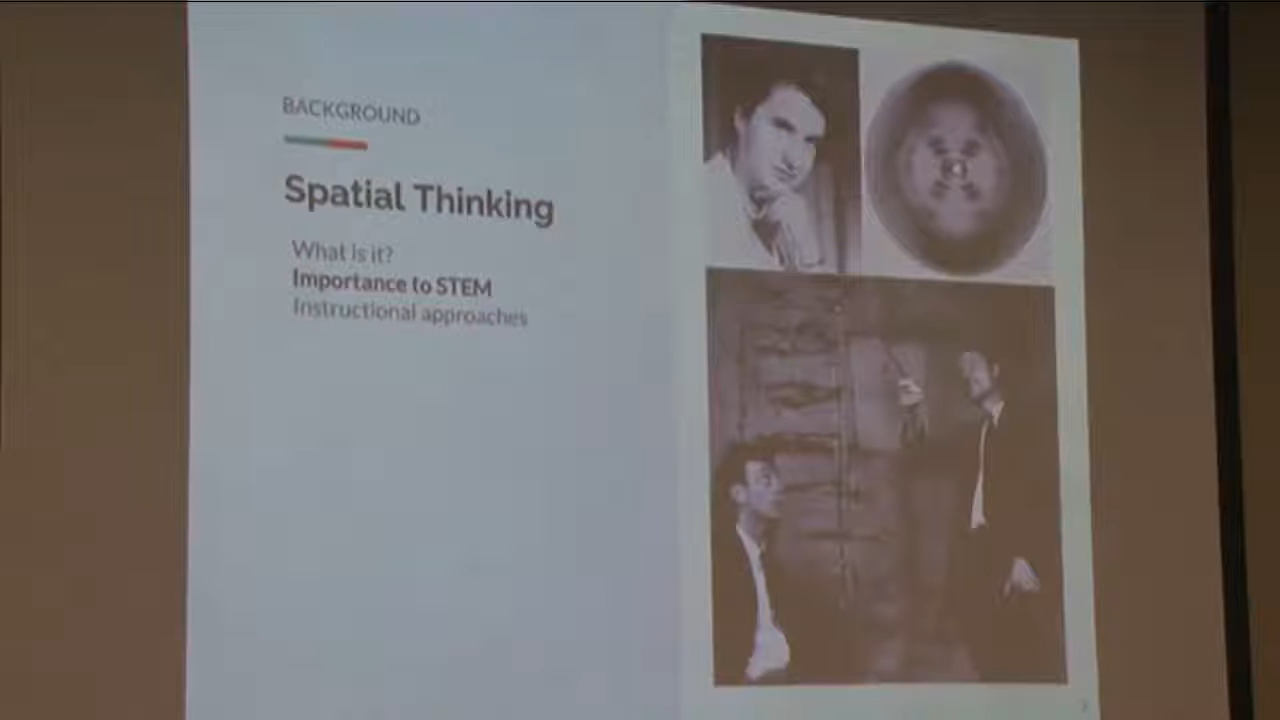 BACKGROUND
Spatial Thinking
What is it?
Importance to STEM
Instructional approaches